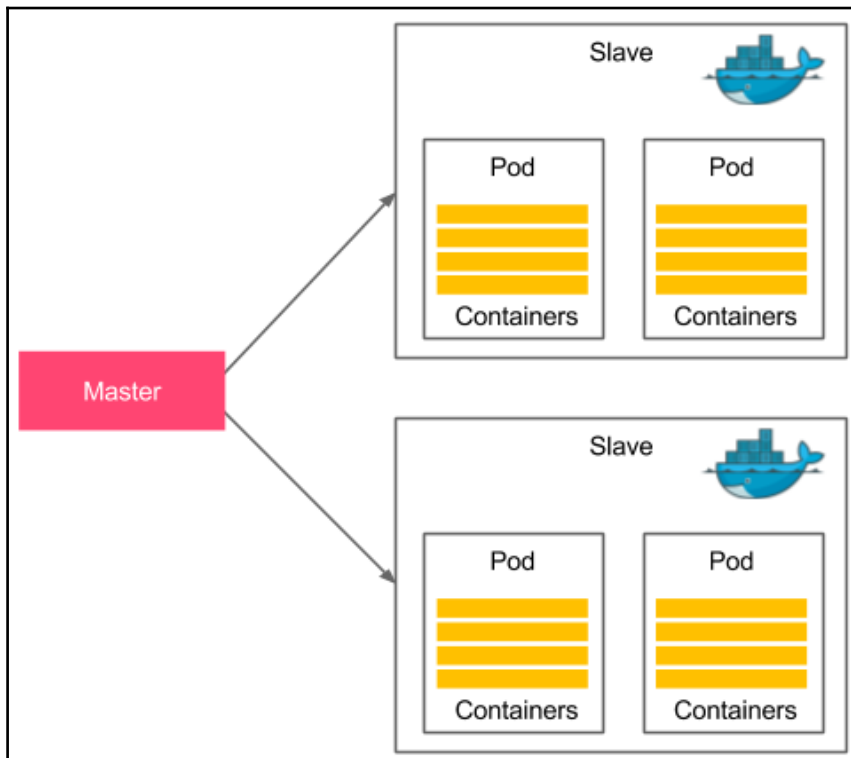 Slave
Pod
Pod
Containers
Containers
Master
Slave
Pod
Pod
Containers
Containers